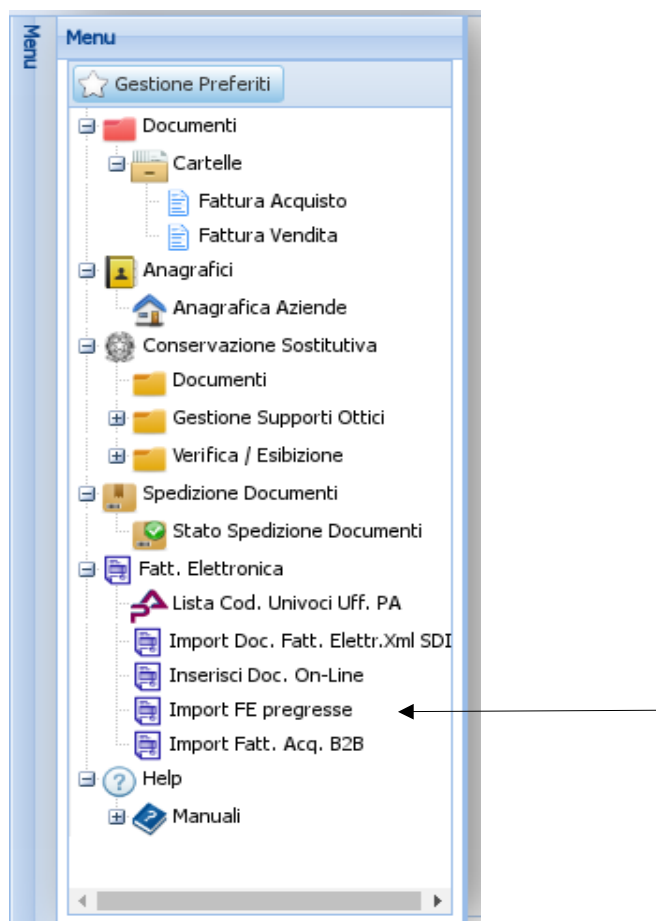 Menu
Menu
Gestione Preferiti
Documenti
Cartelle
Fattura Acquisto
Fattura Vendita
Anagrafici
Anagrafica Aziende
Conservazione Sostitutiva
Documenti
Gestione Supporti Ottici
Verifica / Esibizione
Spedizione Documenti
Stato Spedizione Documenti
Fatt. Elettronica
Lista Cod. Univoci Uff. PA
Import Doc. Fatt. Elettr.Xml SDI
Inserisci Doc. On-Line
Import FE pregresse
Import Fatt. Acq. B2B
Help
Manuali